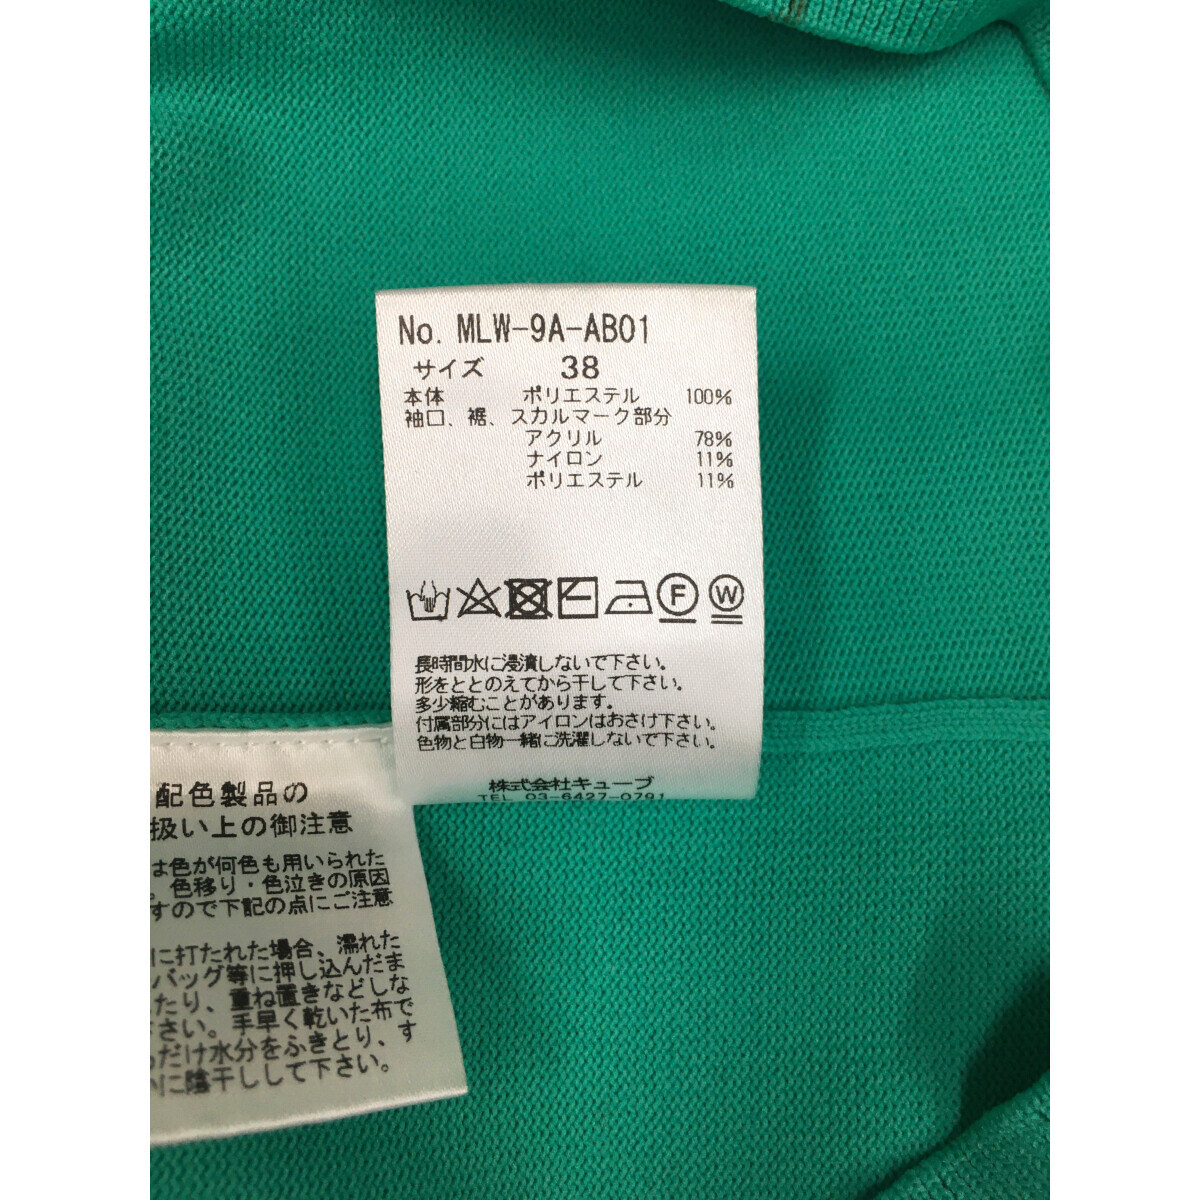 No. MLW-9A-AB01
サイズ 38
本体 ポリエステル 100%
袖口、裾、スカルマーク部分
アクリル 78%
ナイロン 11%
ポリエステル 11%
F W
長時間水に浸漬しないで下さい。
形をととのえてから干して下さい。
多少縮むことがあります。
付属部分にはアイロンはおさけ下さい。
色物と白物一緒に洗濯しないで下さい。
株式会社キューブ
TEL 03-6427-0791
配色製品の
扱い上の御注意
は色が何色も用いられた
。色移り・色泣きの原因
すので下記の点にご注意
に打たれた場合、濡れた
バッグ等に押し込んだま
たり、重ね置きなどしな
さい。手早く乾いた布で
だけ水分をふきとり、す
に陰干しして下さい。